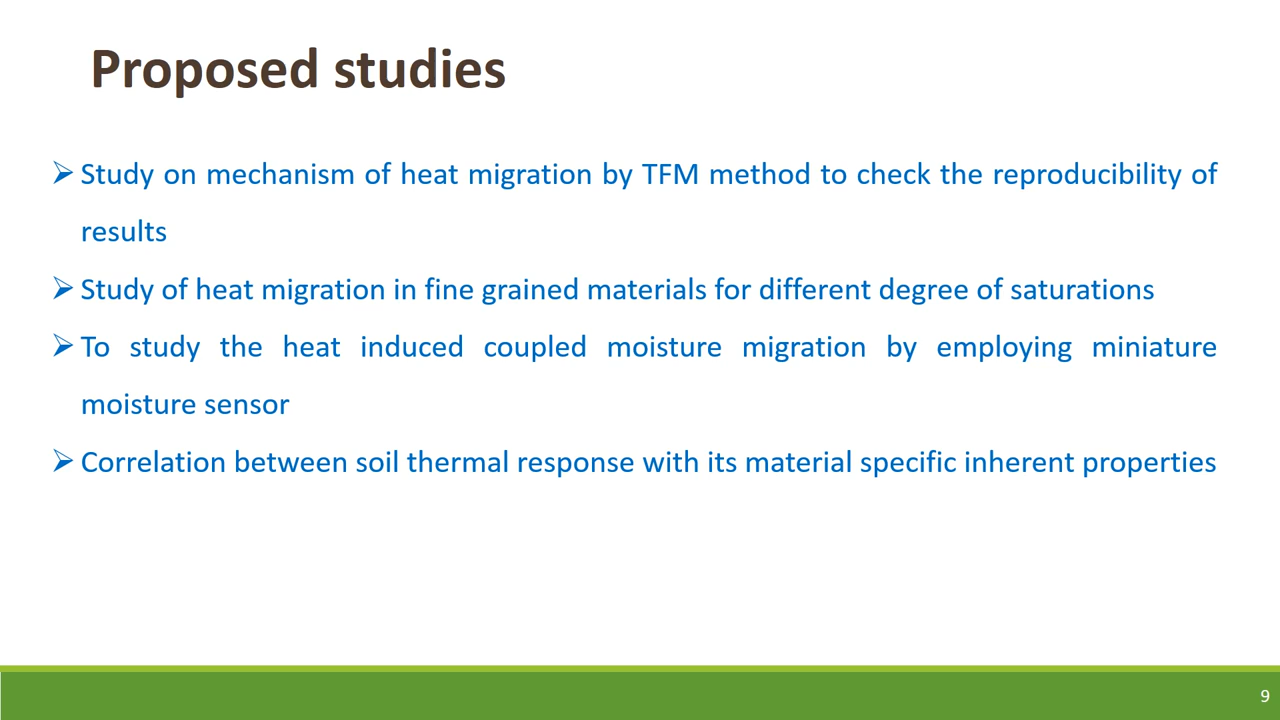 Proposed studies
➢ Study on mechanism of heat migration by TFM method to check the reproducibility of
results
➢ Study of heat migration in fine grained materials for different degree of saturations
➢ To study the heat induced coupled moisture migration by employing miniature
moisture sensor
➢ Correlation between soil thermal response with its material specific inherent properties
9